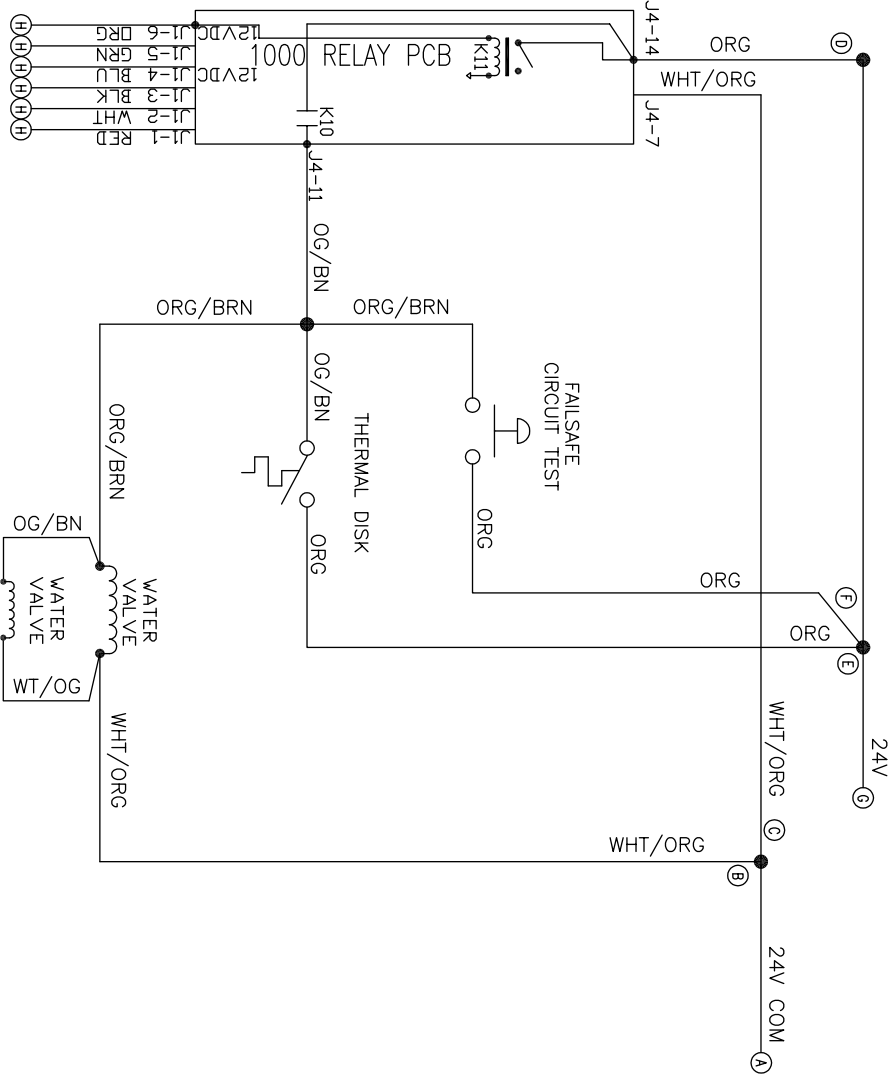 H
J1-6 ORG
H
J1-5 GRN
H
J1-4 BLU
H
J1-3 BLK
H
J1-2 WHT
H
J1-1 RED
12VDC
12VDC
1000 RELAY PCB
K11
K10
J4-14
J4-7
J4-11
ORG
D
WHT/ORG
OG/BN
ORG/BRN
ORG/BRN
OG/BN
ORG/BRN
THERMAL DISK
FAILSAFE
CIRCUIT TEST
ORG
ORG
ORG
F
ORG
E
24V
G
OG/BN
WATER
VALVE
WATER
VALVE
WT/OG
WHT/ORG
WHT/ORG
C
WHT/ORG
B
24V COM
A